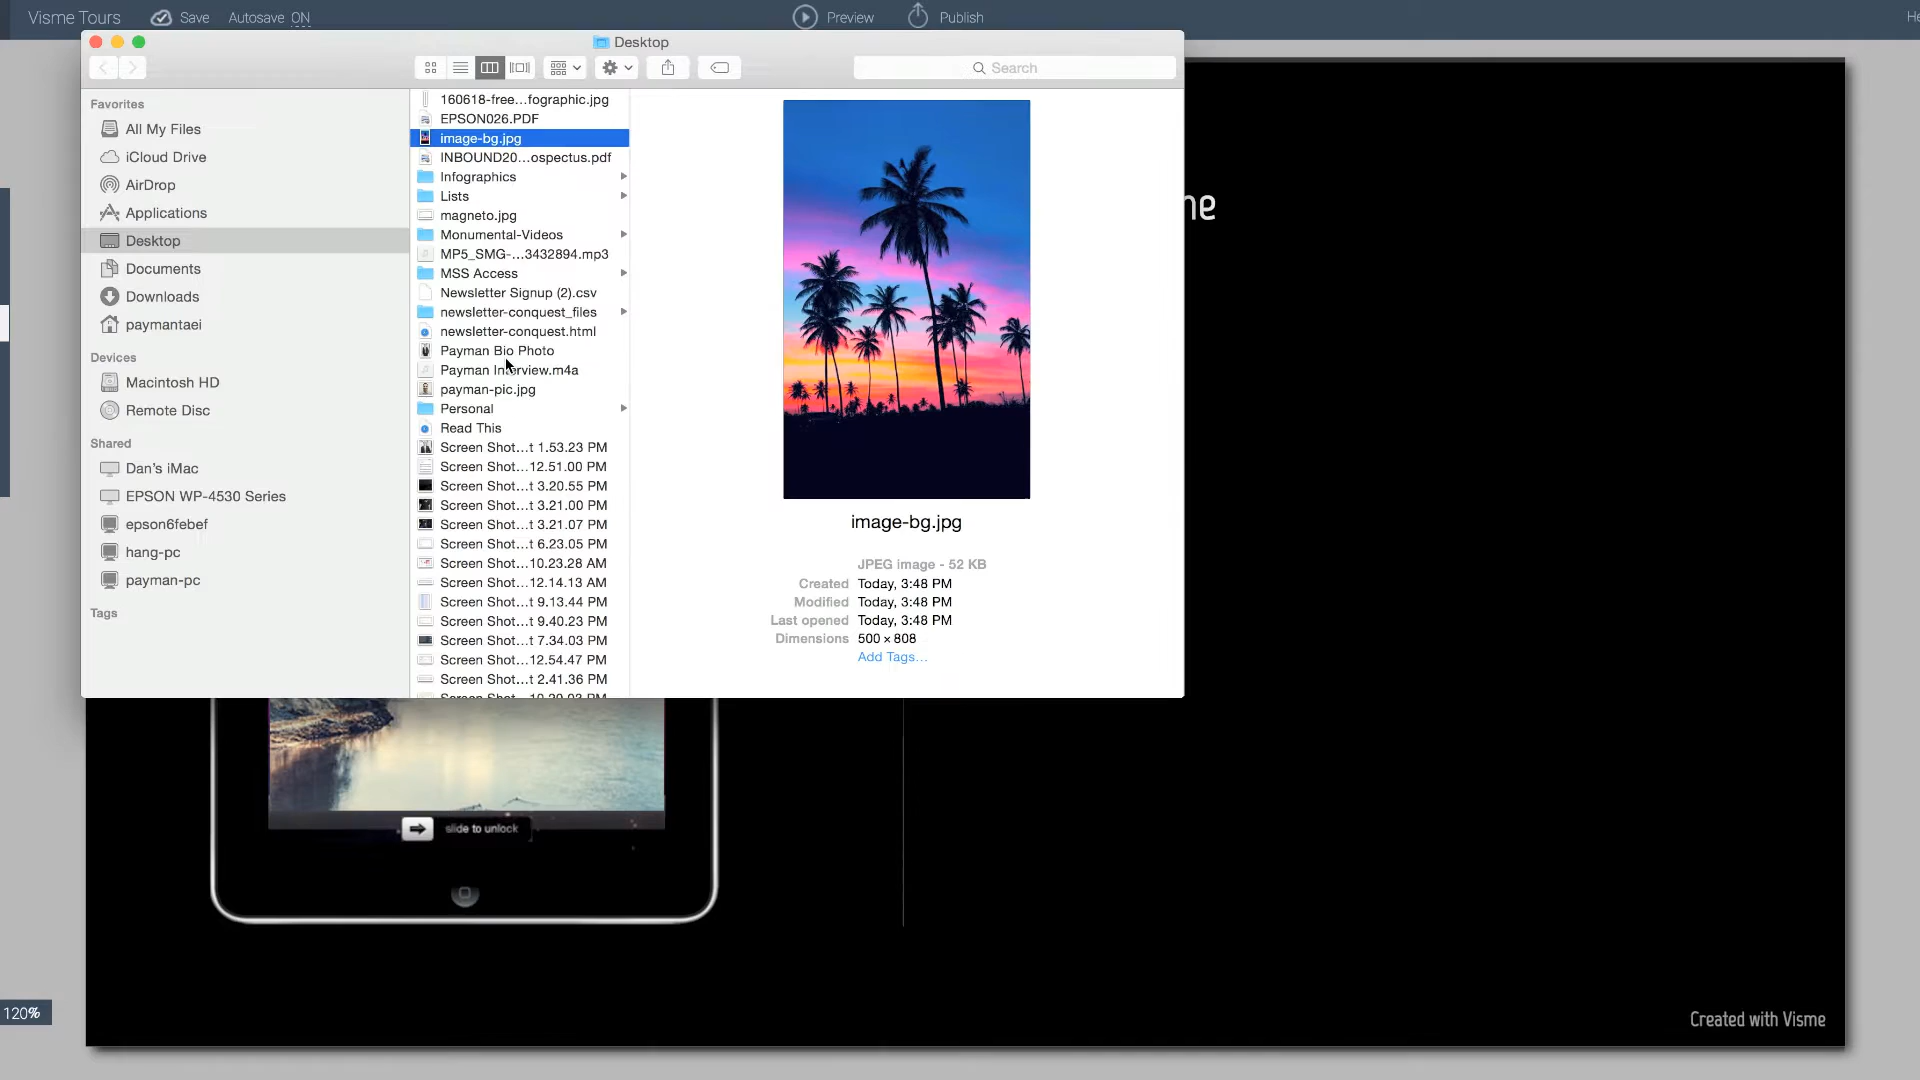 Visme Tours
Save
Autosave ON
Preview
Publish
He
Desktop
Search
Favorites
All My Files
iCloud Drive
AirDrop
Applications
Desktop
Documents
Downloads
paymantaei
Devices
Macintosh HD
Remote Disc
Shared
Dan's iMac
EPSON WP-4530 Series
epson6febef
hang-pc
payman-pc
Tags
160618-free...fographic.jpg
EPSON026.PDF
image-bg.jpg
INBOUND20...ospectus.pdf
Infographics
Lists
magneto.jpg
Monumental-Videos
MP5_SMG-...3432894.mp3
MSS Access
Newsletter Signup (2).csv
newsletter-conquest_files
newsletter-conquest.html
Payman Bio Photo
Payman Interview.m4a
payman-pic.jpg
Personal
Read This
Screen Shot...t 1.53.23 PM
Screen Shot...12.51.00 PM
Screen Shot...t 3.20.55 PM
Screen Shot...t 3.21.00 PM
Screen Shot...t 3.21.07 PM
Screen Shot...t 6.23.05 PM
Screen Shot...10.23.28 AM
Screen Shot...12.14.13 AM
Screen Shot...t 9.13.44 PM
Screen Shot...t 9.40.23 PM
Screen Shot...t 7.34.03 PM
Screen Shot...12.54.47 PM
Screen Shot...t 2.41.36 PM
image-bg.jpg
JPEG image - 52 KB
Created Today, 3:48 PM
Modified Today, 3:48 PM
Last opened Today, 3:48 PM
Dimensions 500 × 808
Add Tags...
me
slide to unlock
120%
Created with Visme